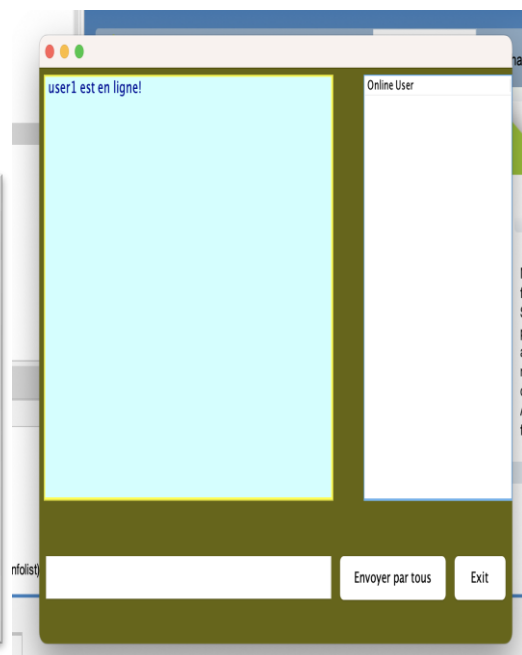 user1 est en ligne!
Online User
Envoyer par tous
Exit
nfolist)